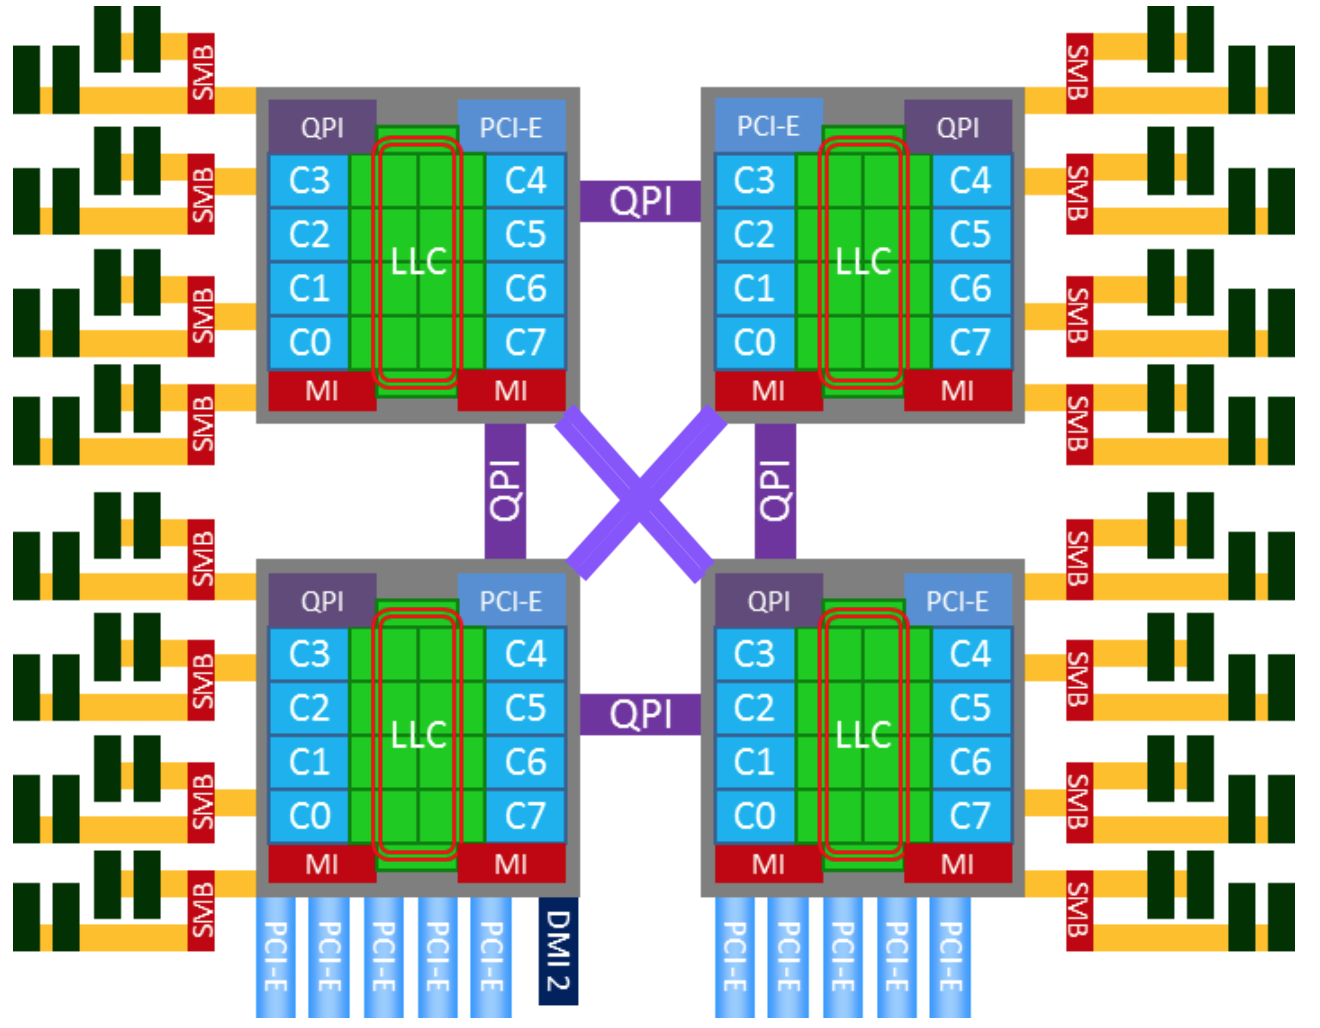 SMB
SMB
QPI PCI-E
PCI-E QPI
SMB
C3 C4
QPI
C3 C4
SMB
C2 LLC C5
C2 LLC C5
SMB
C1 C6
C1 C6
SMB
C0 C7
C0 C7
SMB
MI MI
MI MI
SMB
QPI
QPI
SMB
SMB
QPI PCI-E
QPI PCI-E
SMB
C3 C4
C3 C4
SMB
C2 LLC C5
QPI
C2 LLC C5
SMB
C1 C6
C1 C6
SMB
C0 C7
C0 C7
SMB
MI MI
MI MI
SMB
PCI-E
PCI-E
PCI-E
PCI-E
PCI-E
DMI 2
PCI-E
PCI-E
PCI-E
PCI-E
PCI-E
SMB